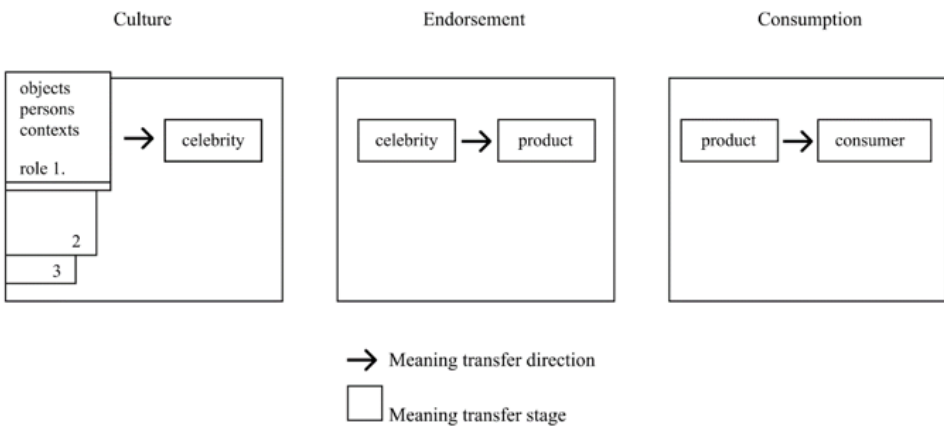 Culture
Endorsement
Consumption
objects
persons
contexts
role 1.
2
3
celebrity
celebrity
product
product
consumer
Meaning transfer direction
Meaning transfer stage